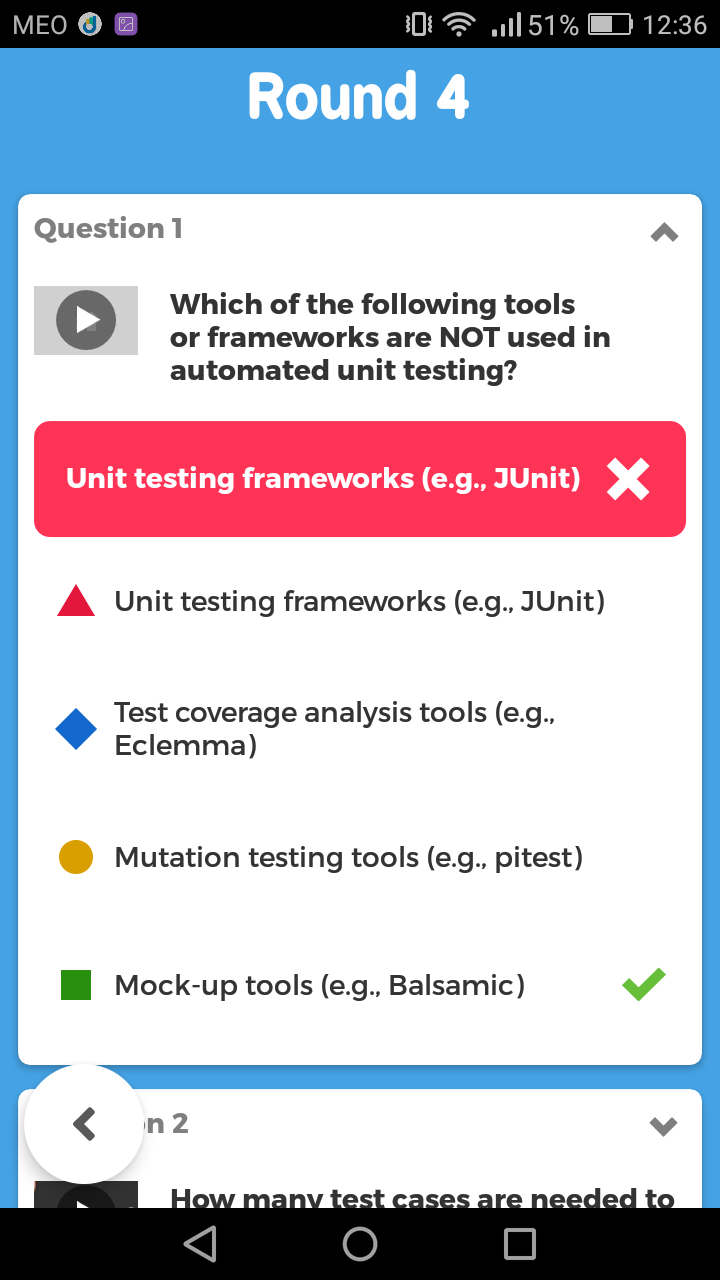 MEO 51% 12:36
Round 4
Question 1
Which of the following tools
or frameworks are NOT used in
automated unit testing?
Unit testing frameworks (e.g., JUnit)
Unit testing frameworks (e.g., JUnit)
Test coverage analysis tools (e.g.,
Eclemma)
Mutation testing tools (e.g., pitest)
Mock-up tools (e.g., Balsamic)
n 2
How many test cases are needed to